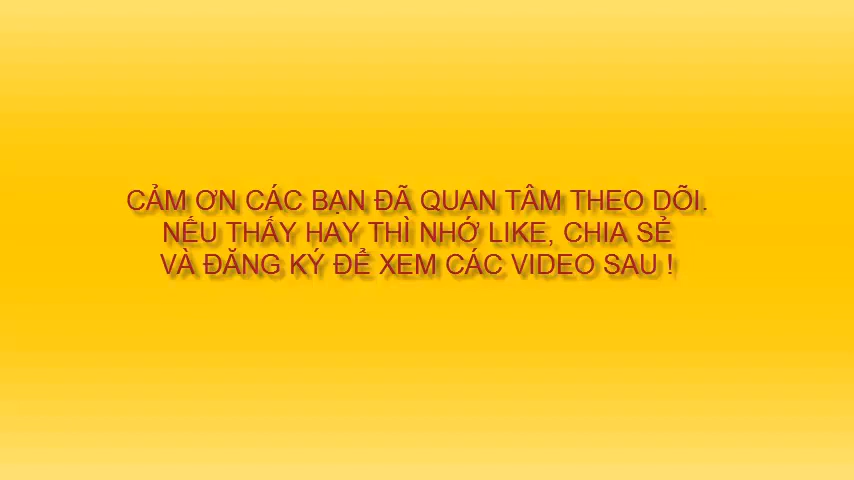 CẢM ƠN CÁC BẠN ĐÃ QUAN TÂM THEO DÕI.
NẾU THẤY HAY THÌ NHỚ LIKE, CHIA SẺ
VÀ ĐĂNG KÝ ĐỂ XEM CÁC VIDEO SAU !